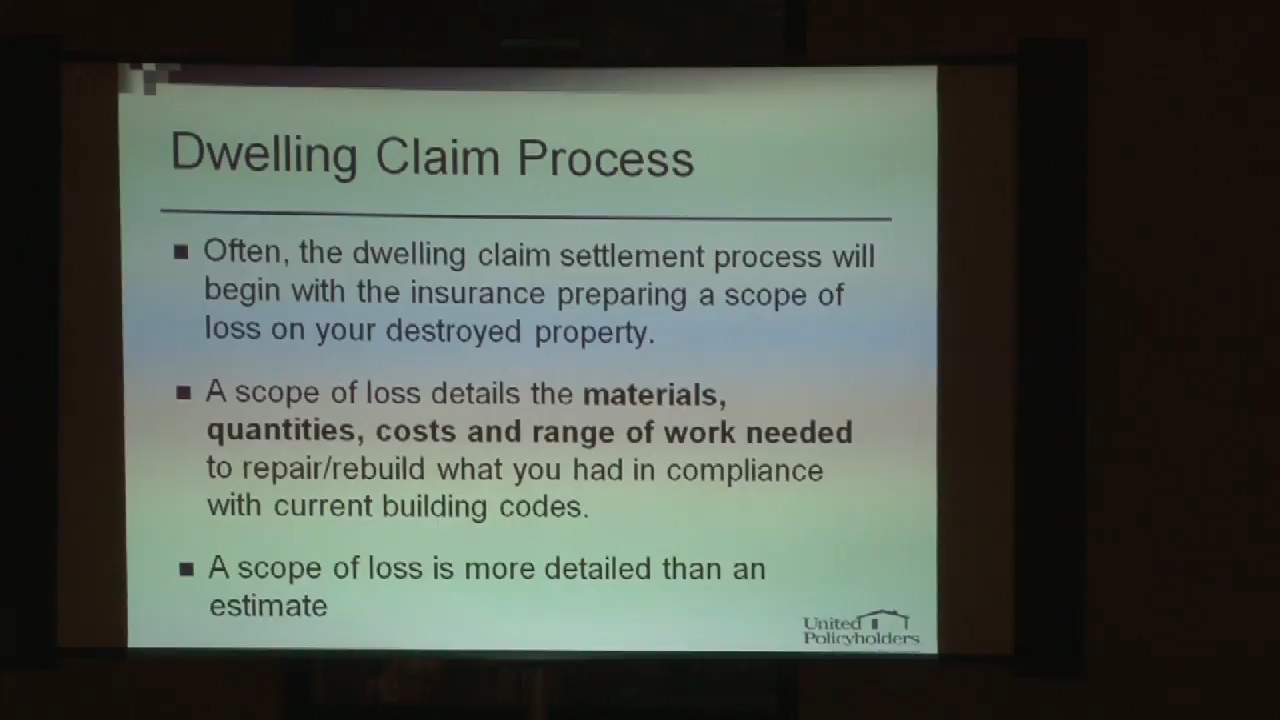 Dwelling Claim Process
■ Often, the dwelling claim settlement process will
begin with the insurance preparing a scope of
loss on your destroyed property.
■ A scope of loss details the materials,
quantities, costs and range of work needed
to repair/rebuild what you had in compliance
with current building codes.
■ A scope of loss is more detailed than an
estimate
United
Policyholders